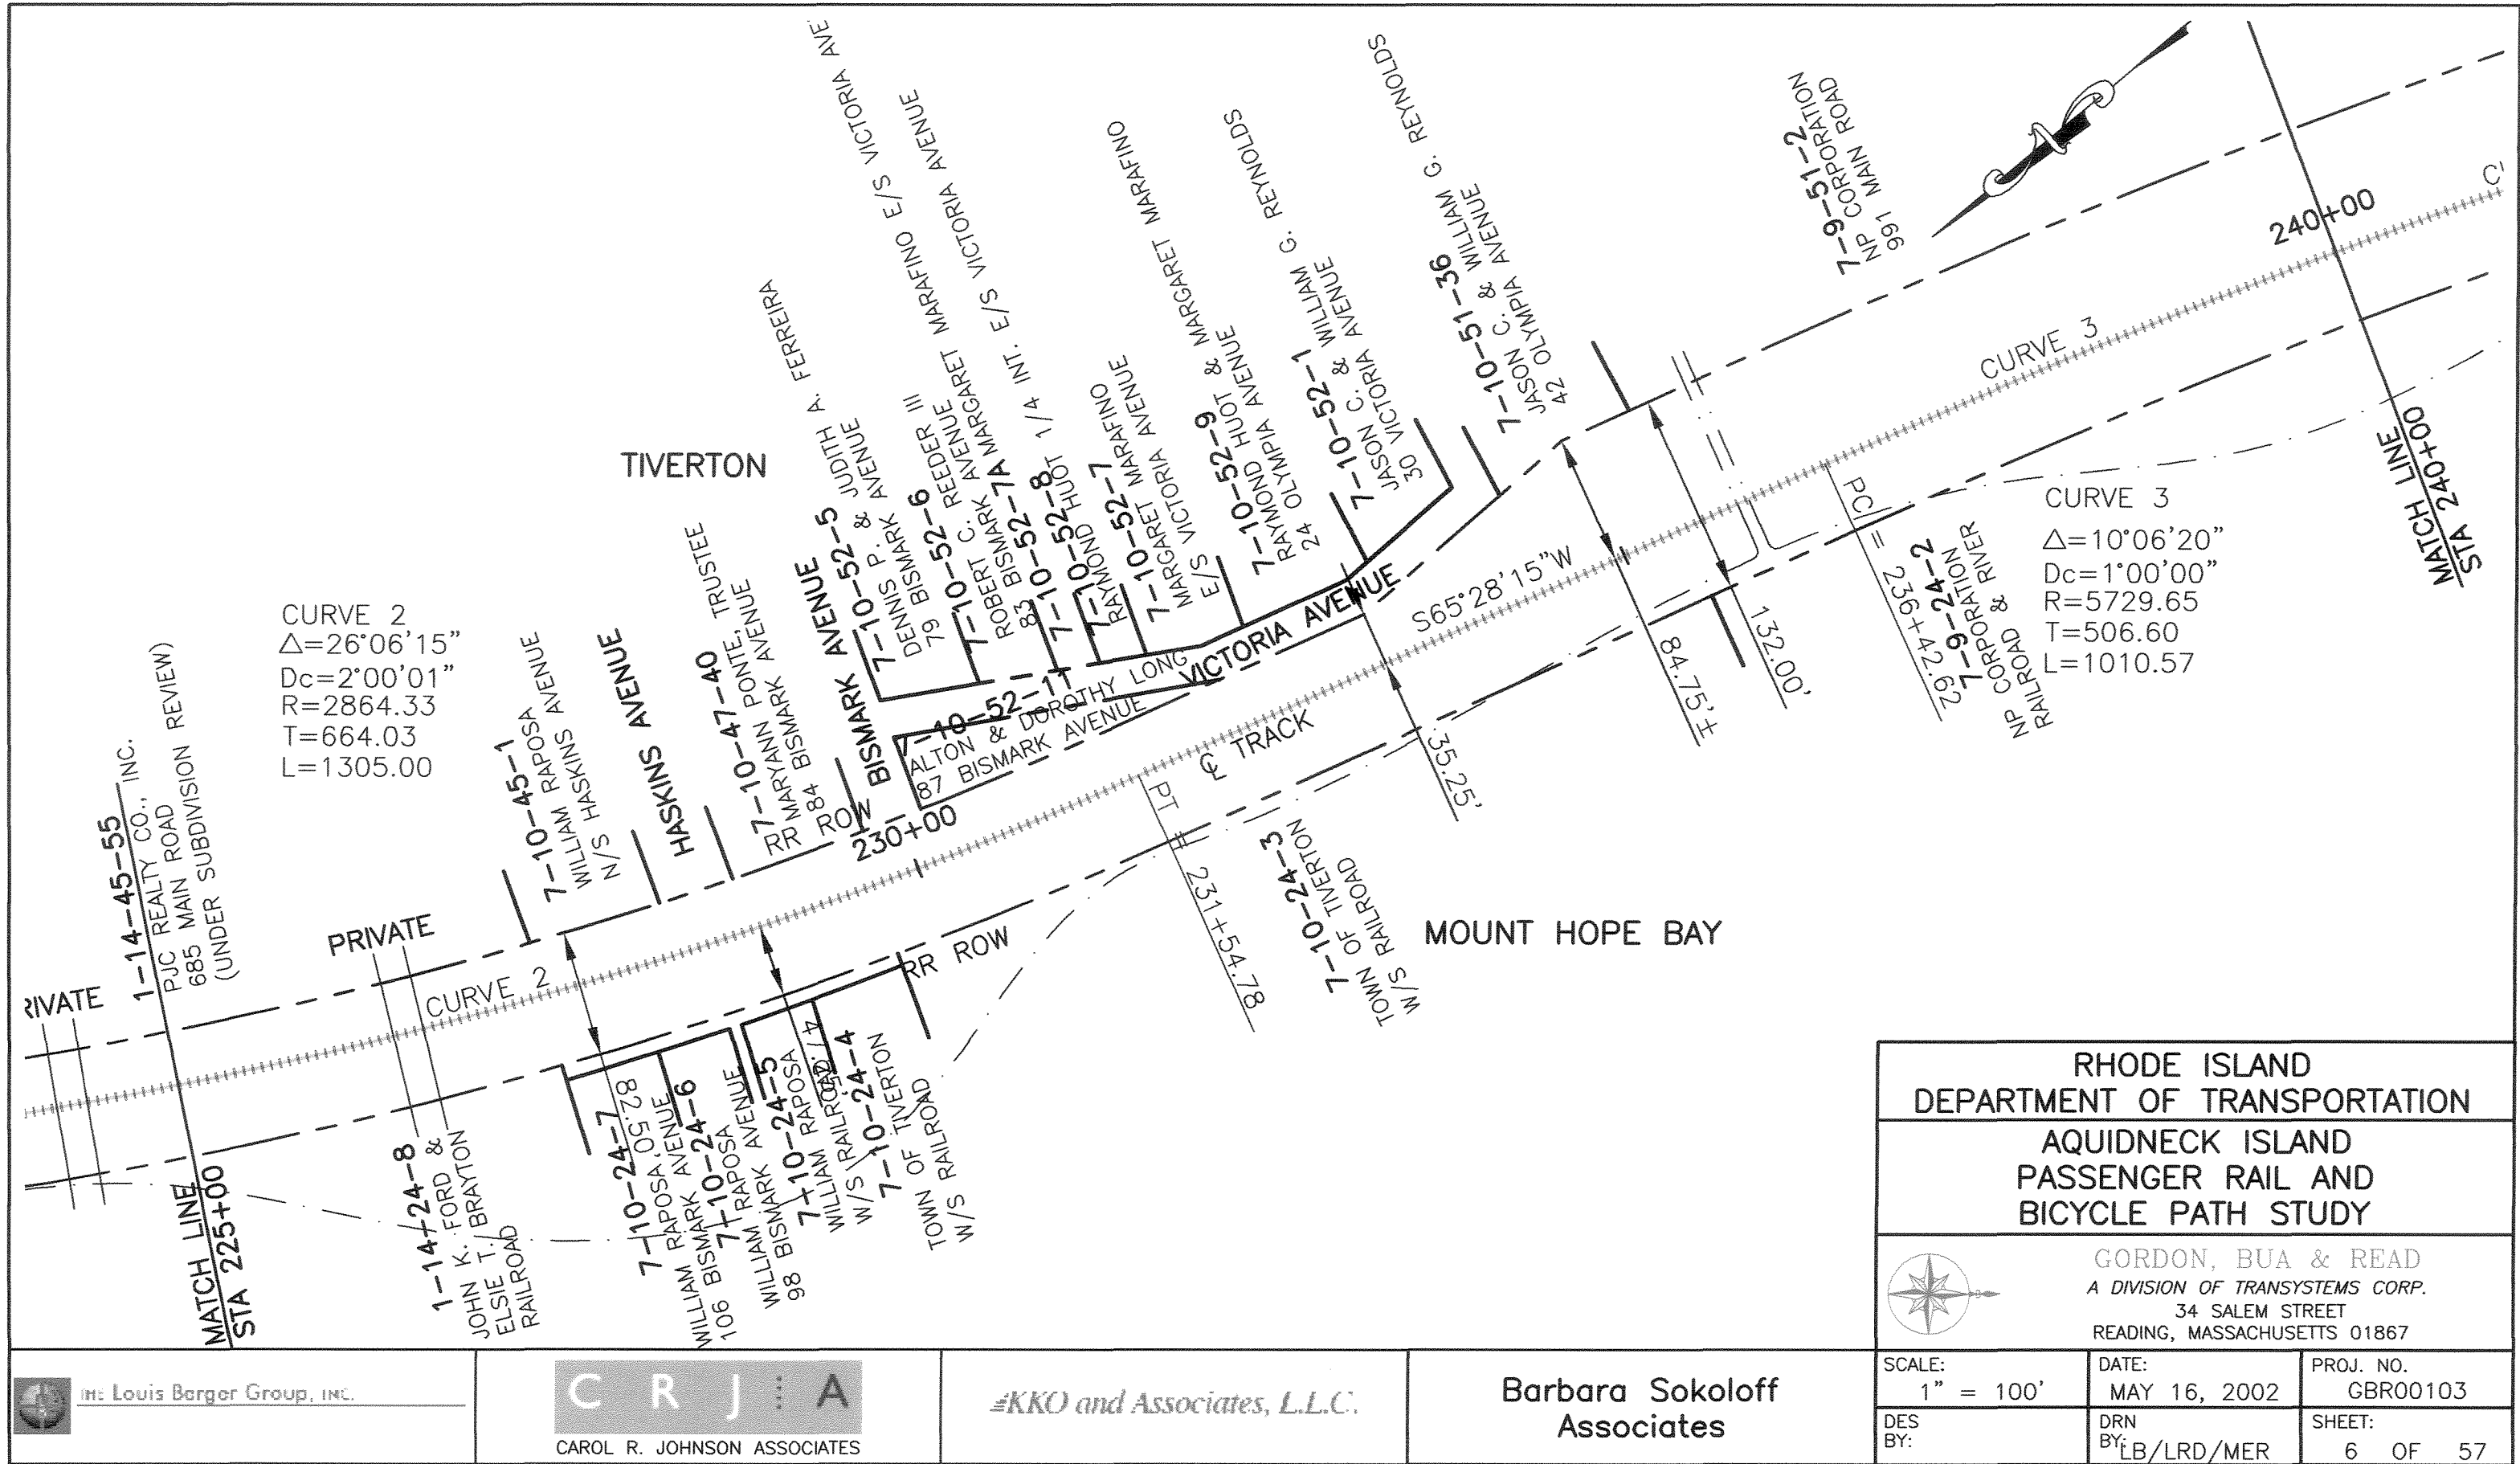 TIVERTON
CURVE 2
Δ=26°06'15"
Dc=2°00'01"
R=2864.33
T=664.03
L=1305.00
1-14-45-55
PJC REALTY CO., INC.
685 MAIN ROAD
(UNDER SUBDIVISION REVIEW)
7-10-45-1
WILLIAM RAPOSA
N/S HASKINS AVENUE
HASKINS AVENUE
7-10-47-40
MARYANN PONTE, TRUSTEE
84 BISMARK AVENUE
RR ROW
BISMARK AVENUE
7-10-52-5
DENNIS P. & JUDITH A. FERREIRA
79 BISMARK AVENUE
7-10-52-6
ROBERT C. REEDER III
83 BISMARK AVENUE
7-10-52-7A
MARGARET MARAFINO E/S VICTORIA AVE
7-10-52-8
RAYMOND HUOT 1/4 INT. E/S VICTORIA AVENUE
7-10-52-7
MARGARET MARAFINO
E/S VICTORIA AVENUE
7-10-52-9
RAYMOND HUOT & MARGARET MARAFINO
24 OLYMPIA AVENUE
7-10-52-1
JASON C. & WILLIAM G. REYNOLDS
30 VICTORIA AVENUE
7-10-51-36
JASON C. & WILLIAM G. REYNOLDS
42 OLYMPIA AVENUE
7-9-51-2
NP CORPORATION
991 MAIN ROAD
7-10-52-11
ALTON & DOROTHY LONG
87 BISMARK AVENUE
VICTORIA AVENUE
230+00
S65°28'15"W
℄ TRACK
CURVE 3
240+00
MATCH LINE
STA 240+00
CURVE 3
Δ=10°06'20"
Dc=1°00'00"
R=5729.65
T=506.60
L=1010.57
PC = 236+42.92
7-9-24-2
NP CORPORATION
RAILROAD & RIVER
132.00'
84.75'±
35.25'
PT = 231+54.78
7-10-24-3
TOWN OF TIVERTON
W/S RAILROAD
MOUNT HOPE BAY
RR ROW
PRIVATE
PRIVATE
CURVE 2
MATCH LINE
STA 225+00
1-14-24-8
JOHN K. FORD &
ELSIE T. BRAYTON
RAILROAD
82.50'
7-10-24-7
WILLIAM RAPOSA
106 BISMARK AVENUE
7-10-24-6
WILLIAM RAPOSA
98 BISMARK AVENUE
7-10-24-5
WILLIAM RAPOSA
W/S RAILROAD
7-10-24-4
TOWN OF TIVERTON
W/S RAILROAD
RHODE ISLAND
DEPARTMENT OF TRANSPORTATION
AQUIDNECK ISLAND
PASSENGER RAIL AND
BICYCLE PATH STUDY
GORDON, BUA & READ
A DIVISION OF TRANSYSTEMS CORP.
34 SALEM STREET
READING, MASSACHUSETTS 01867
THE Louis Berger Group, INC.
C R J A
CAROL R. JOHNSON ASSOCIATES
KKO and Associates, L.L.C.
Barbara Sokoloff
Associates
SCALE:
1" = 100'
DATE:
MAY 16, 2002
PROJ. NO.
GBR00103
DES
BY:
DRN
BY: LB/LRD/MER
SHEET:
6 OF 57